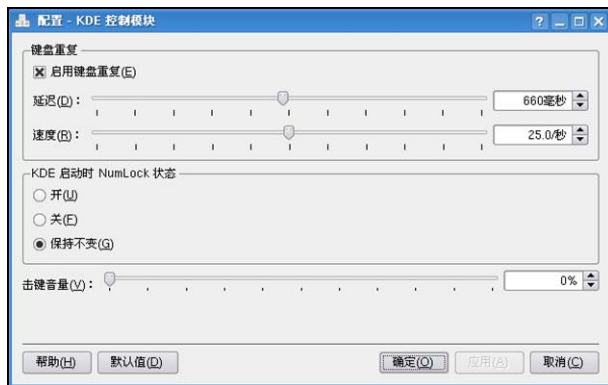 配置 - KDE 控制模块
键盘重复
启用键盘重复(E)
延迟(D): 660毫秒
速度(R): 25.0/秒
KDE 启动时 NumLock 状态
开(U)
关(F)
保持不变(G)
击键音量(V): 0%
帮助(H) 默认值(D) 确定(O) 应用(A) 取消(C)